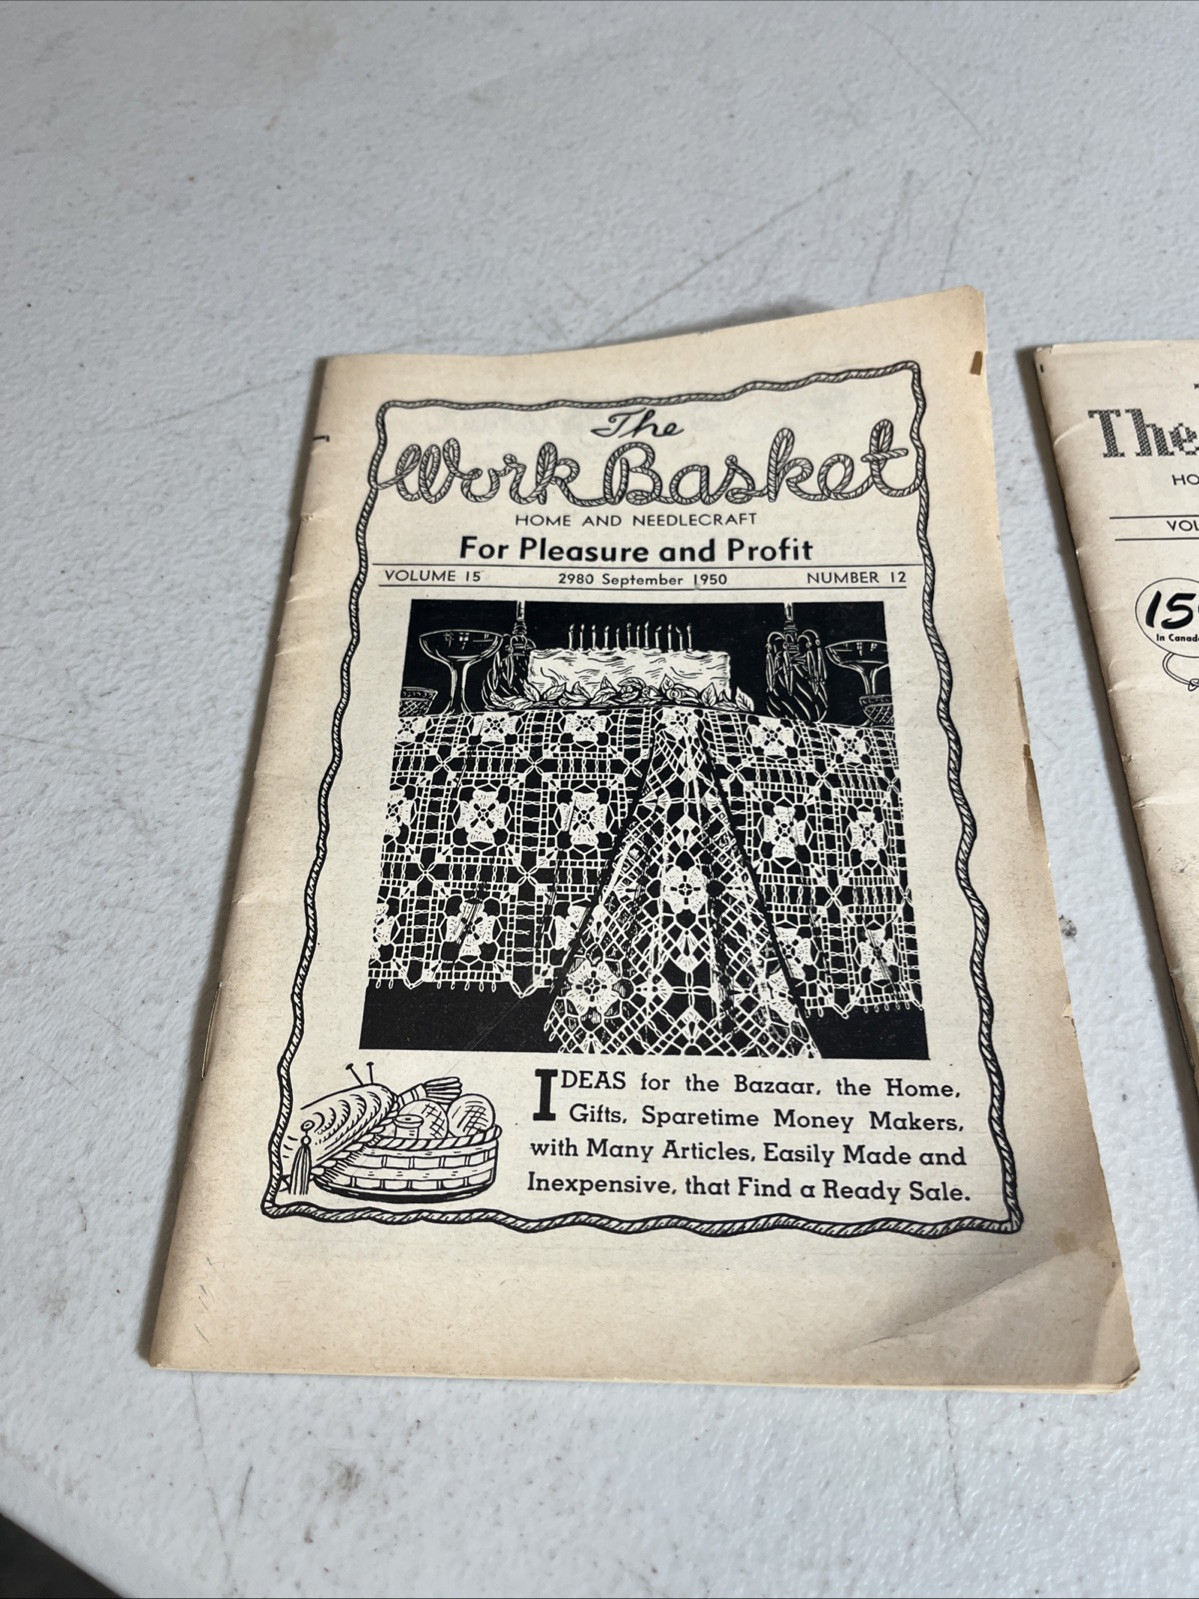 The
Work Basket
HOME AND NEEDLECRAFT
For Pleasure and Profit
VOLUME 15 2980 September 1950 NUMBER 12
IDEAS for the Bazaar, the Home,
Gifts, Sparetime Money Makers,
with Many Articles, Easily Made and
Inexpensive, that Find a Ready Sale.
The
HO
VOL
15
In Canada